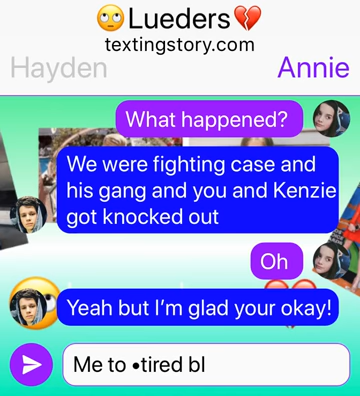 🙄Lueders💔
textingstory.com
Hayden
Annie
What happened?
We were fighting case and
his gang and you and Kenzie
got knocked out
Oh
Yeah but I’m glad your okay!
Me to •tired bl